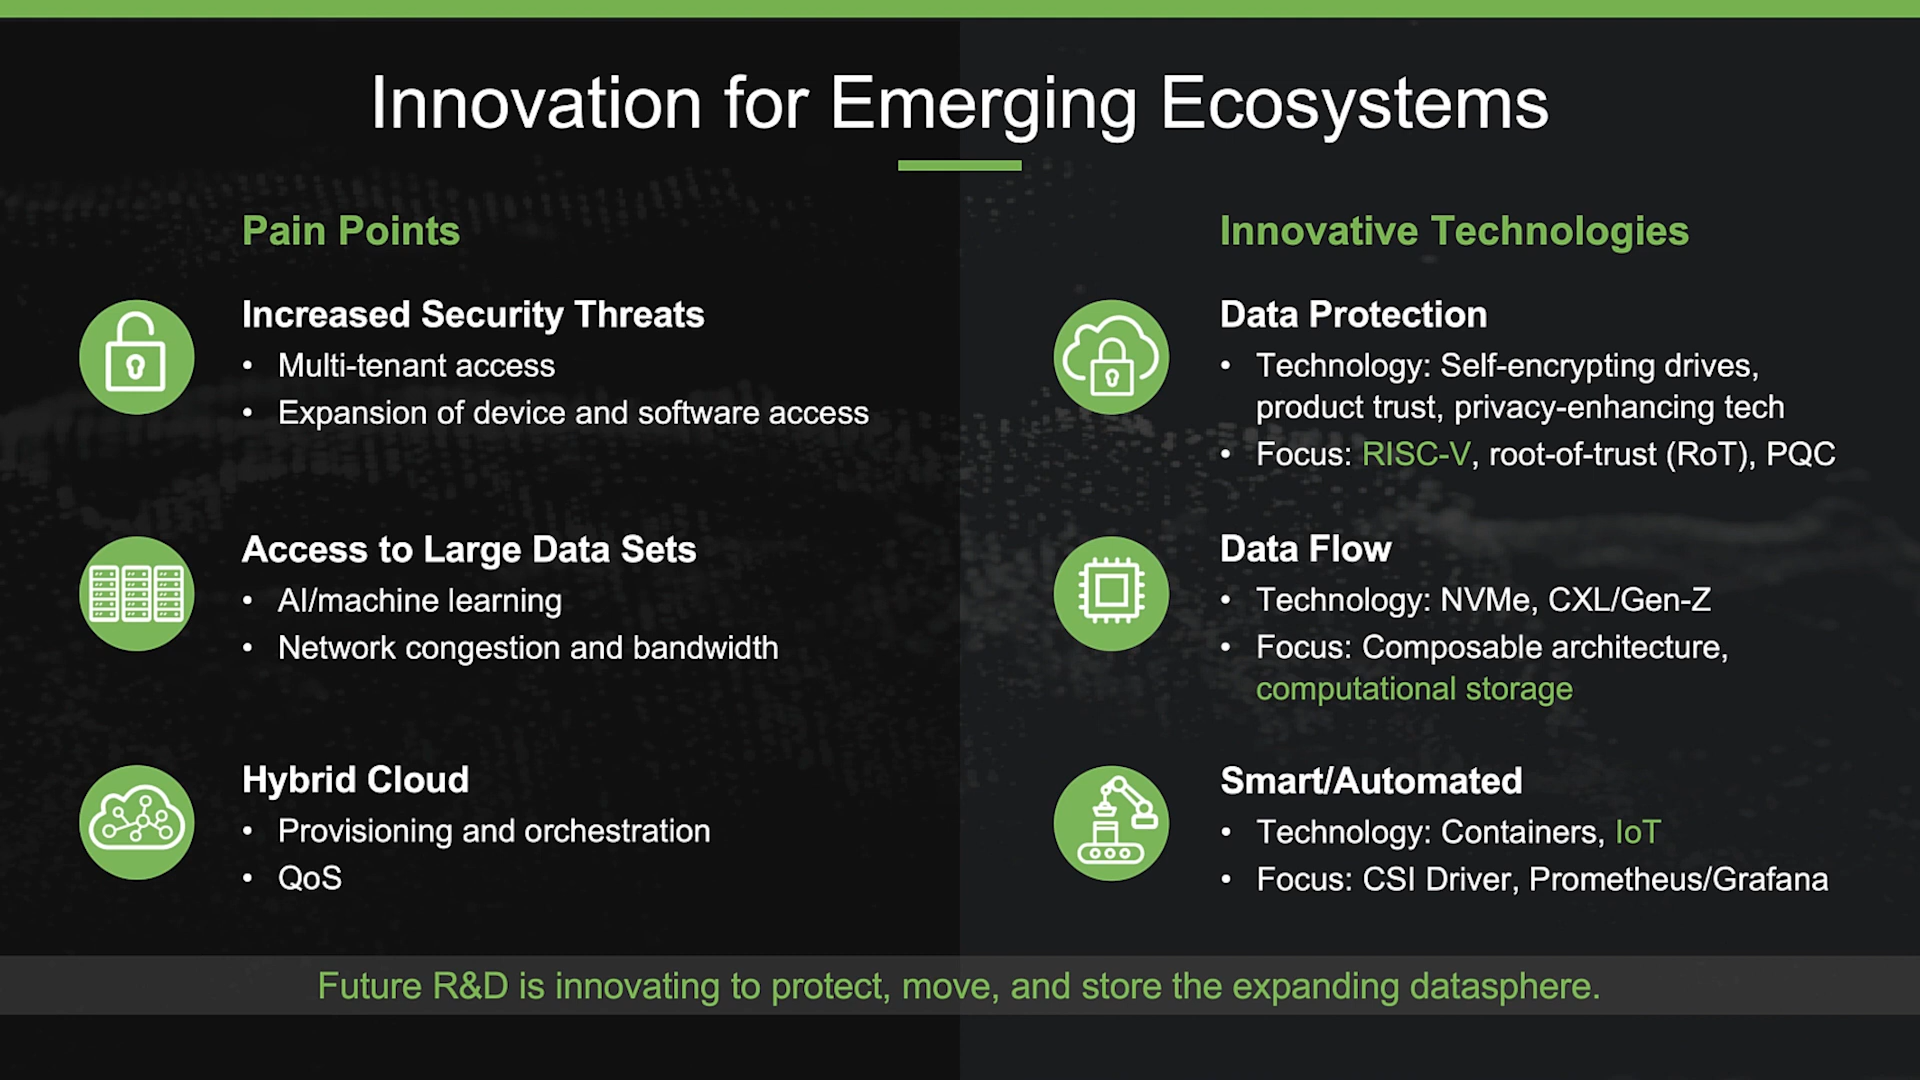 Innovation for Emerging Ecosystems
Pain Points
Increased Security Threats
• Multi-tenant access
• Expansion of device and software access
Access to Large Data Sets
• AI/machine learning
• Network congestion and bandwidth
Hybrid Cloud
• Provisioning and orchestration
• QoS
Innovative Technologies
Data Protection
• Technology: Self-encrypting drives,
product trust, privacy-enhancing tech
• Focus: RISC-V, root-of-trust (RoT), PQC
Data Flow
• Technology: NVMe, CXL/Gen-Z
• Focus: Composable architecture,
computational storage
Smart/Automated
• Technology: Containers, IoT
• Focus: CSI Driver, Prometheus/Grafana
Future R&D is innovating to protect, move, and store the expanding datasphere.